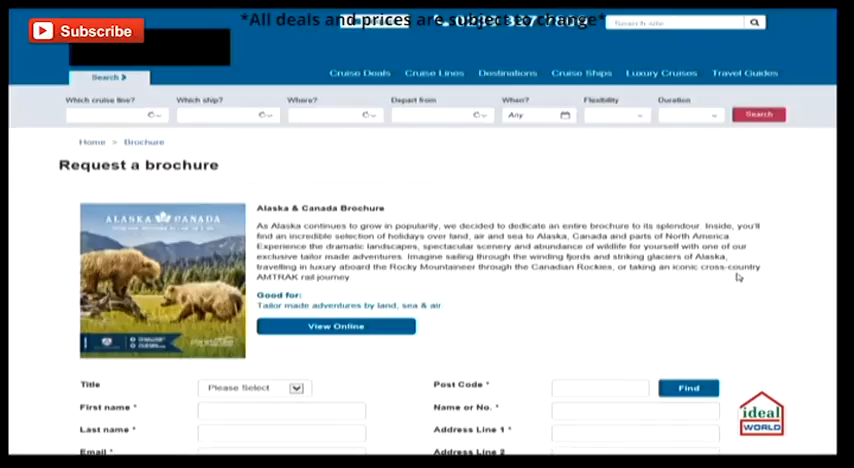 *All deals and prices are subject to change*
Subscribe
Search site
Search
Cruise Deals Cruise Lines Destinations Cruise Ships Luxury Cruises Travel Guides
Which cruise line? Which ship? Where? Depart from When? Flexibility Duration
Any Search
Home > Brochure
Request a brochure
ALASKA CANADA
Alaska & Canada Brochure
As Alaska continues to grow in popularity, we decided to dedicate an entire brochure to its splendour. Inside, you'll
find an incredible selection of holidays over land, air and sea to Alaska, Canada and parts of North America.
Experience the dramatic landscapes, spectacular scenery and abundance of wildlife for yourself with one of our
exclusive tailor made adventures. Imagine sailing through the winding fjords and striking glaciers of Alaska,
travelling in luxury aboard the Rocky Mountaineer through the Canadian Rockies, or taking an iconic cross-country
AMTRAK rail journey
Good for:
Tailor made adventures by land, sea & air
View Online
Title Please Select Post Code * Find
First name * Name or No. *
Last name * Address Line 1 *
Email * Address Line 2
ideal
WORLD